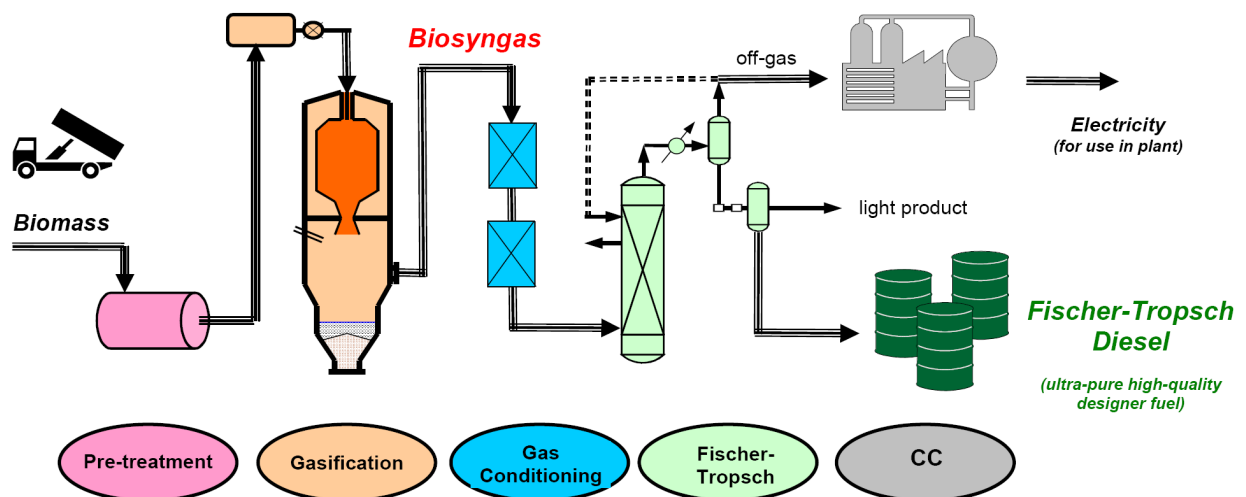 Biosyngas
off-gas
Electricity
(for use in plant)
Biomass
light product
Fischer-Tropsch
Diesel
(ultra-pure high-quality
designer fuel)
Pre-treatment
Gasification
Gas
Conditioning
Fischer-
Tropsch
CC